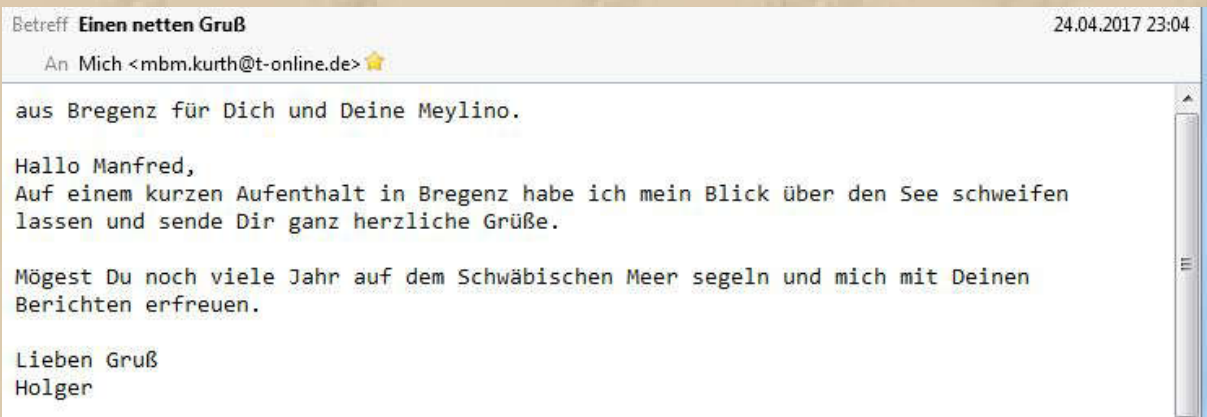 Betreff Einen netten Gruß 24.04.2017 23:04
An Mich <mbm.kurth@t-online.de>
aus Bregenz für Dich und Deine Meylino.
Hallo Manfred,
Auf einem kurzen Aufenthalt in Bregenz habe ich mein Blick über den See schweifen
lassen und sende Dir ganz herzliche Grüße.
Mögest Du noch viele Jahr auf dem Schwäbischen Meer segeln und mich mit Deinen
Berichten erfreuen.
Lieben Gruß
Holger